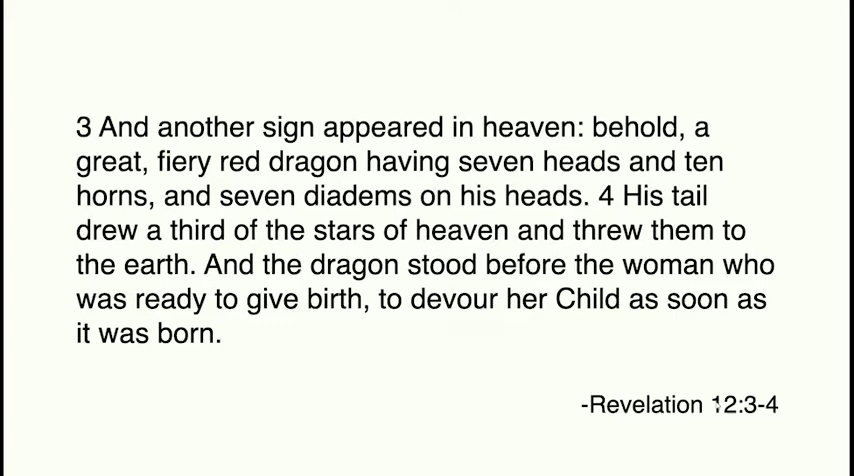 3 And another sign appeared in heaven: behold, a
great, fiery red dragon having seven heads and ten
horns, and seven diadems on his heads. 4 His tail
drew a third of the stars of heaven and threw them to
the earth. And the dragon stood before the woman who
was ready to give birth, to devour her Child as soon as
it was born.
-Revelation 12:3-4